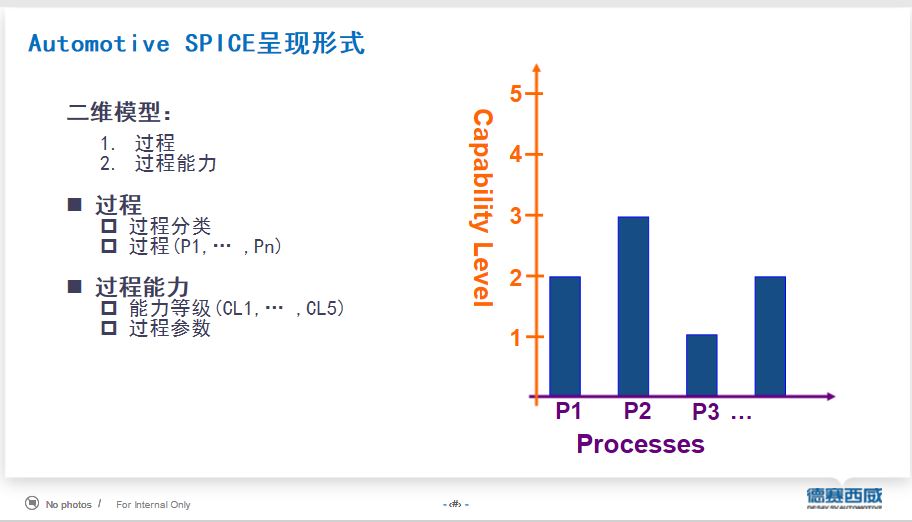 Automotive SPICE呈现形式
二维模型：
1. 过程
2. 过程能力
■ 过程
过程分类
过程(P1,… ,Pn)
■ 过程能力
能力等级(CL1,… ,CL5)
过程参数
Capability Level
5
4
3
2
1
P1 P2 P3 …
Processes
No photos / For Internal Only
- ‹#› -
德赛西威
DESAY SV AUTOMOTIVE